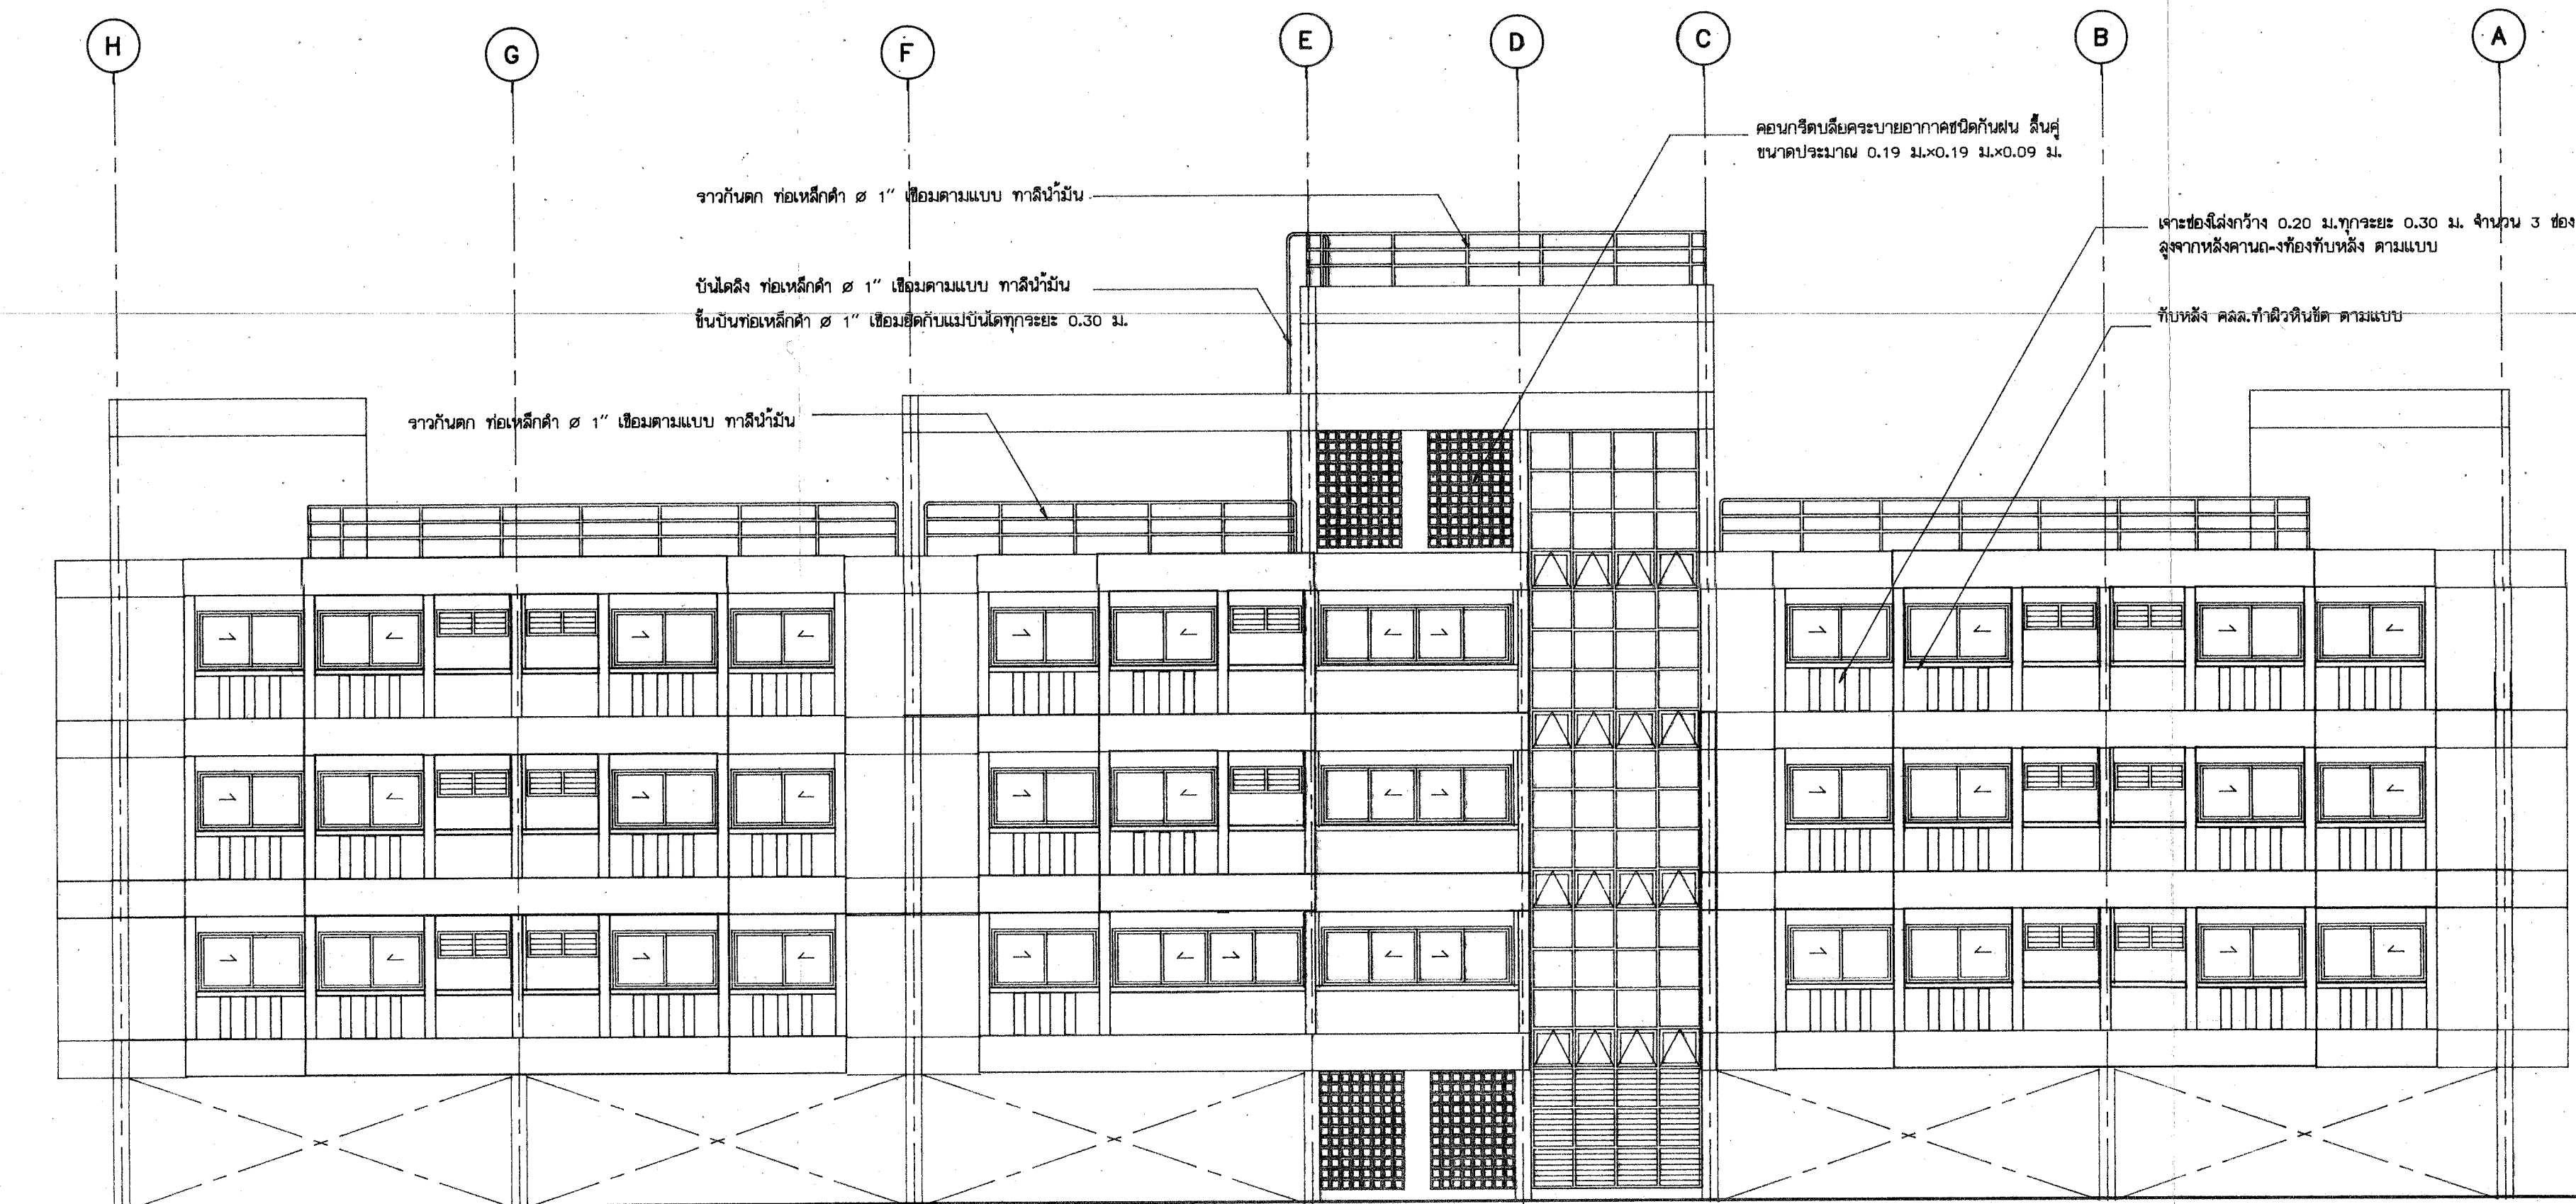 H G F E D C B A
คอนกรีตบล็อคระบายอากาศชนิดกันฝน ลิ้นคู่
ขนาดประมาณ 0.19 ม.×0.19 ม.×0.09 ม.
ราวกันตก ท่อเหล็กดำ ø 1″ เชื่อมตามแบบ ทาสีน้ำมัน
เจาะช่องโล่งกว้าง 0.20 ม.ทุกระยะ 0.30 ม. จำนวน 3 ช่อง
สูงจากหลังคานถ-งท้องทับหลัง ตามแบบ
บันไดลิง ท่อเหล็กดำ ø 1″ เชื่อมตามแบบ ทาสีน้ำมัน
ขั้นบันท่อเหล็กดำ ø 1″ เชื่อมยึดกับแม่บันไดทุกระยะ 0.30 ม.
ทับหลัง คสล.ทำผิวหินขัด ตามแบบ
ราวกันตก ท่อเหล็กดำ ø 1″ เชื่อมตามแบบ ทาสีน้ำมัน